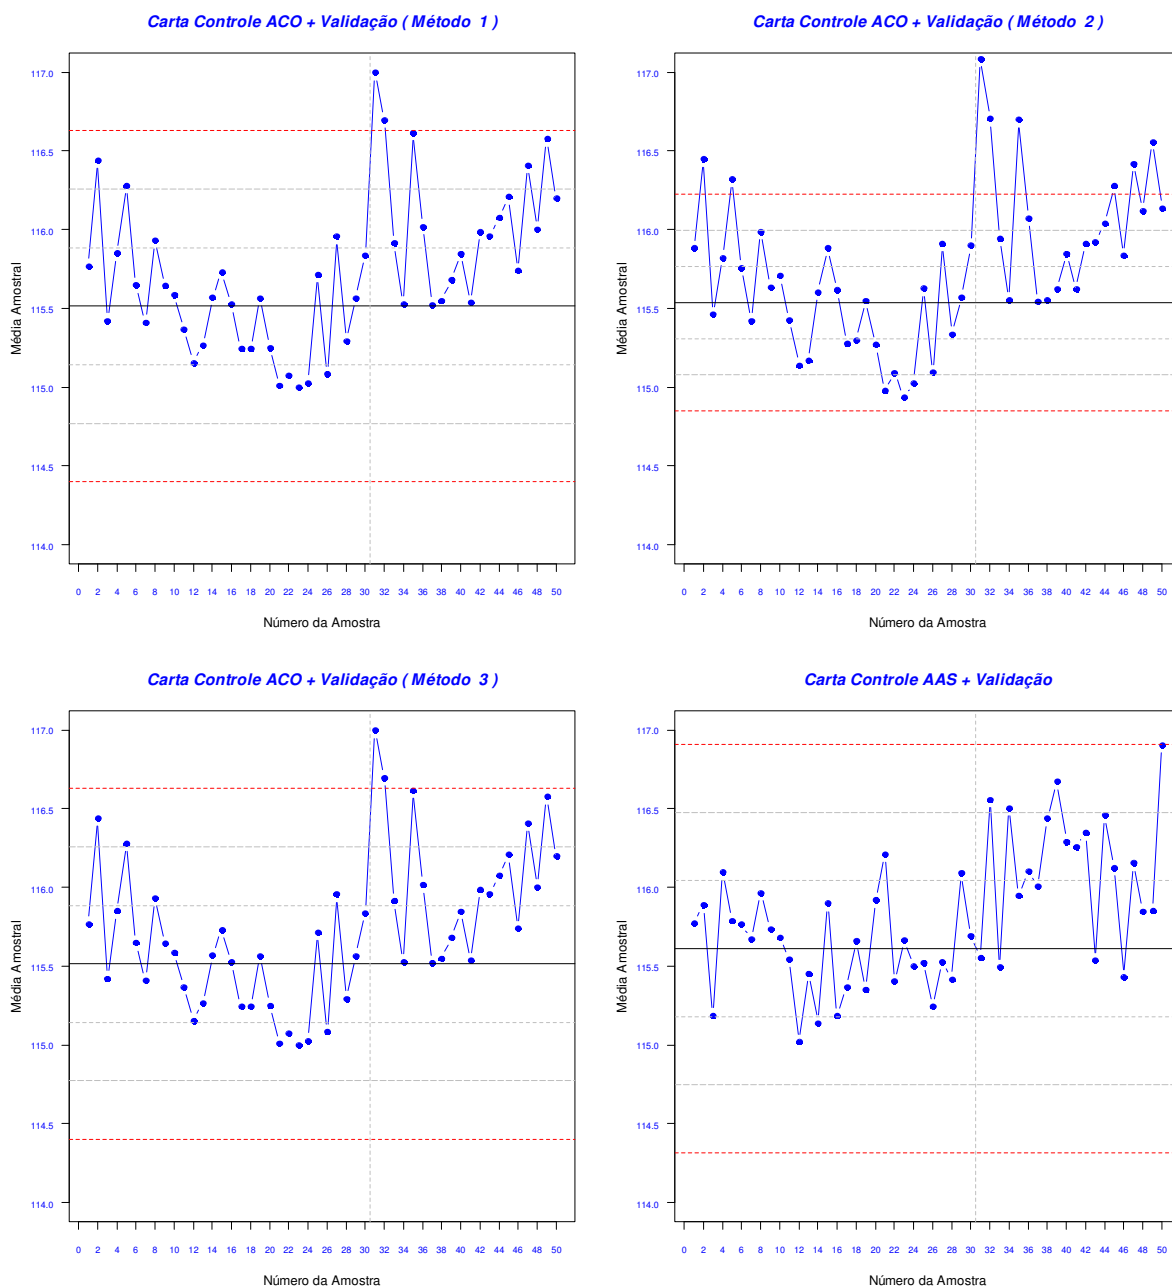 Carta Controle ACO + Validação ( Método 1 )
Média Amostral
117.0
116.5
116.0
115.5
115.0
114.5
114.0
0 2 4 6 8 10 12 14 16 18 20 22 24 26 28 30 32 34 36 38 40 42 44 46 48 50
Número da Amostra
Carta Controle ACO + Validação ( Método 2 )
Média Amostral
117.0
116.5
116.0
115.5
115.0
114.5
114.0
0 2 4 6 8 10 12 14 16 18 20 22 24 26 28 30 32 34 36 38 40 42 44 46 48 50
Número da Amostra
Carta Controle ACO + Validação ( Método 3 )
Média Amostral
117.0
116.5
116.0
115.5
115.0
114.5
114.0
0 2 4 6 8 10 12 14 16 18 20 22 24 26 28 30 32 34 36 38 40 42 44 46 48 50
Número da Amostra
Carta Controle AAS + Validação
Média Amostral
117.0
116.5
116.0
115.5
115.0
114.5
114.0
0 2 4 6 8 10 12 14 16 18 20 22 24 26 28 30 32 34 36 38 40 42 44 46 48 50
Número da Amostra